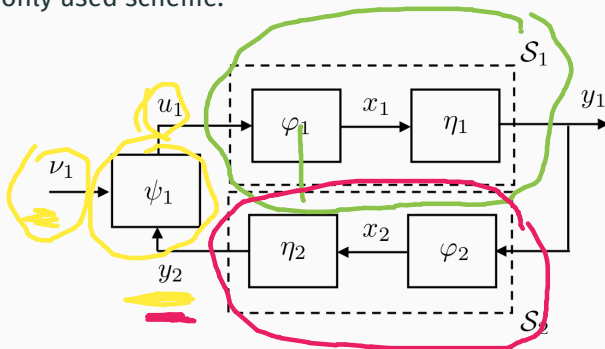 only used scheme.
S₁
u₁
φ₁
x₁
η₁
y₁
ν₁
ψ₁
η₂
x₂
φ₂
y₂
S₂